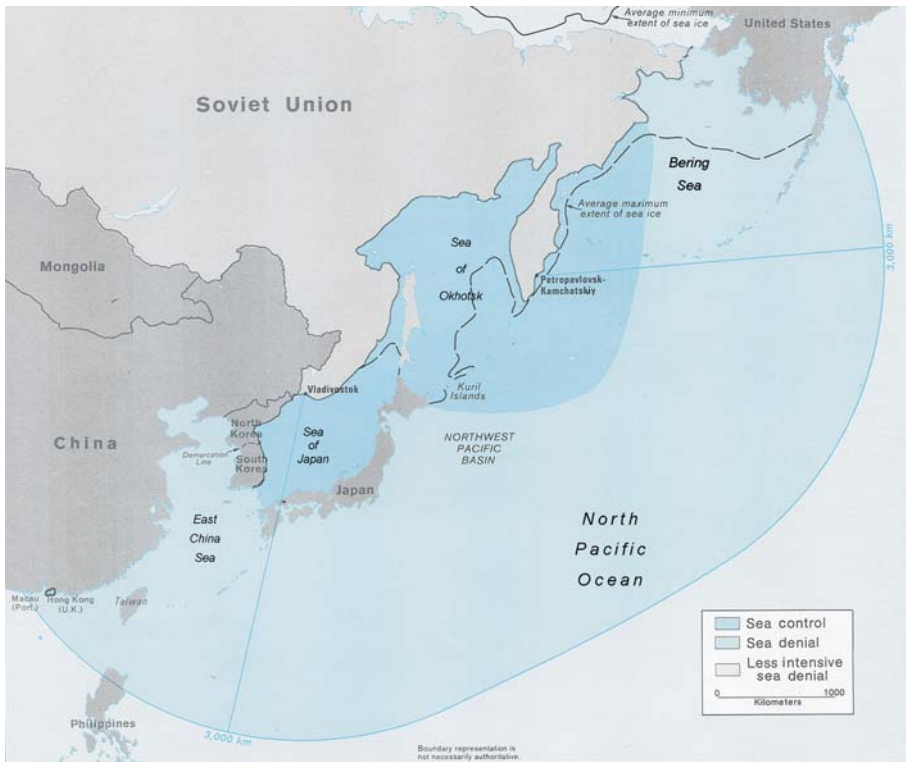 Average minimum
extent of sea ice
United States
Soviet Union
Bering
Sea
Average maximum
extent of sea ice
Sea
of
Okhotsk
3,000 km
Mongolia
Petropavlovsk-
Kamchatskiy
Vladivostok
Kuril
Islands
North
Korea
China
Sea
of
Japan
NORTHWEST
PACIFIC
BASIN
Demarcation
Line
South
Korea
Japan
East
China
Sea
North
Pacific
Ocean
Macau
(Port.)
Hong Kong
(U.K.)
Taiwan
Sea control
Sea denial
Less intensive
sea denial
0 1000
Kilometers
Philippines
3,000 km
Boundary representation is
not necessarily authoritative.